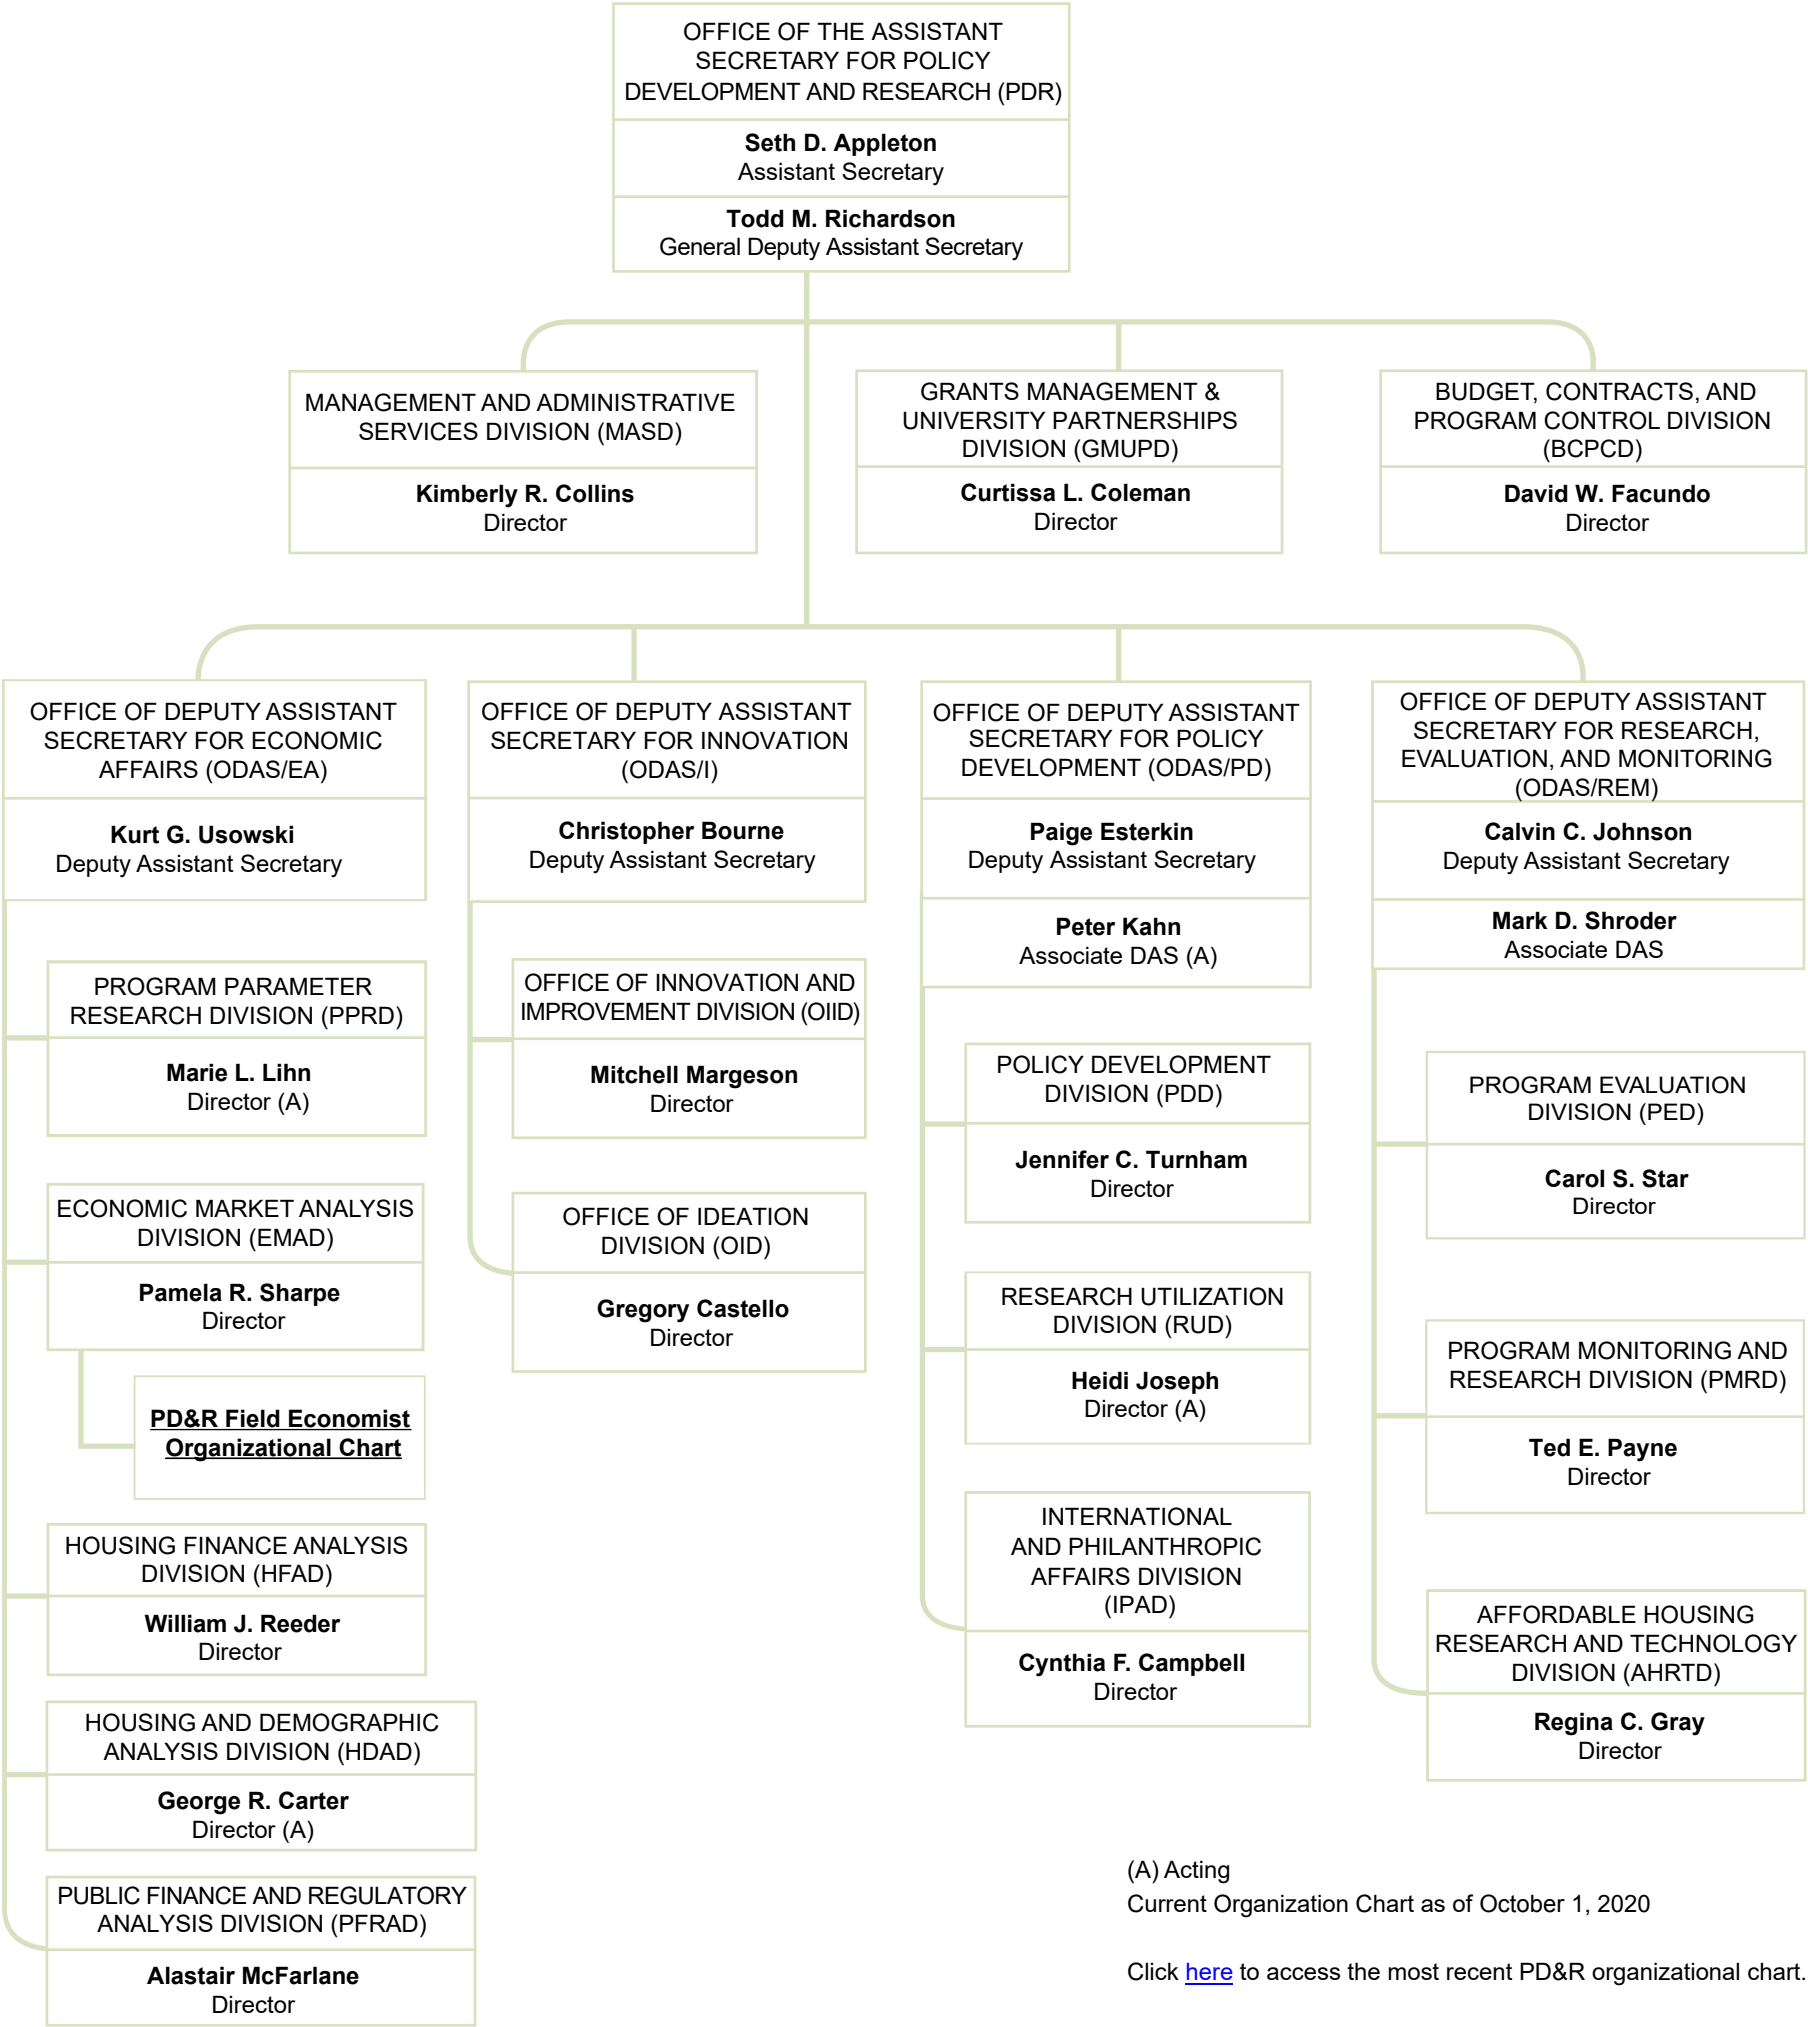 OFFICE OF THE ASSISTANT
SECRETARY FOR POLICY
DEVELOPMENT AND RESEARCH (PDR)
Seth D. Appleton
Assistant Secretary
Todd M. Richardson
General Deputy Assistant Secretary
MANAGEMENT AND ADMINISTRATIVE
SERVICES DIVISION (MASD)
Kimberly R. Collins
Director
GRANTS MANAGEMENT &
UNIVERSITY PARTNERSHIPS
DIVISION (GMUPD)
Curtissa L. Coleman
Director
BUDGET, CONTRACTS, AND
PROGRAM CONTROL DIVISION
(BCPCD)
David W. Facundo
Director
OFFICE OF DEPUTY ASSISTANT
SECRETARY FOR ECONOMIC
AFFAIRS (ODAS/EA)
Kurt G. Usowski
Deputy Assistant Secretary
PROGRAM PARAMETER
RESEARCH DIVISION (PPRD)
Marie L. Lihn
Director (A)
ECONOMIC MARKET ANALYSIS
DIVISION (EMAD)
Pamela R. Sharpe
Director
PD&R Field Economist
Organizational Chart
HOUSING FINANCE ANALYSIS
DIVISION (HFAD)
William J. Reeder
Director
HOUSING AND DEMOGRAPHIC
ANALYSIS DIVISION (HDAD)
George R. Carter
Director (A)
PUBLIC FINANCE AND REGULATORY
ANALYSIS DIVISION (PFRAD)
Alastair McFarlane
Director
OFFICE OF DEPUTY ASSISTANT
SECRETARY FOR INNOVATION
(ODAS/I)
Christopher Bourne
Deputy Assistant Secretary
OFFICE OF INNOVATION AND
IMPROVEMENT DIVISION (OIID)
Mitchell Margeson
Director
OFFICE OF IDEATION
DIVISION (OID)
Gregory Castello
Director
OFFICE OF DEPUTY ASSISTANT
SECRETARY FOR POLICY
DEVELOPMENT (ODAS/PD)
Paige Esterkin
Deputy Assistant Secretary
Peter Kahn
Associate DAS (A)
POLICY DEVELOPMENT
DIVISION (PDD)
Jennifer C. Turnham
Director
RESEARCH UTILIZATION
DIVISION (RUD)
Heidi Joseph
Director (A)
INTERNATIONAL
AND PHILANTHROPIC
AFFAIRS DIVISION
(IPAD)
Cynthia F. Campbell
Director
OFFICE OF DEPUTY ASSISTANT
SECRETARY FOR RESEARCH,
EVALUATION, AND MONITORING
(ODAS/REM)
Calvin C. Johnson
Deputy Assistant Secretary
Mark D. Shroder
Associate DAS
PROGRAM EVALUATION
DIVISION (PED)
Carol S. Star
Director
PROGRAM MONITORING AND
RESEARCH DIVISION (PMRD)
Ted E. Payne
Director
AFFORDABLE HOUSING
RESEARCH AND TECHNOLOGY
DIVISION (AHRTD)
Regina C. Gray
Director
(A) Acting
Current Organization Chart as of October 1, 2020
Click here to access the most recent PD&R organizational chart.